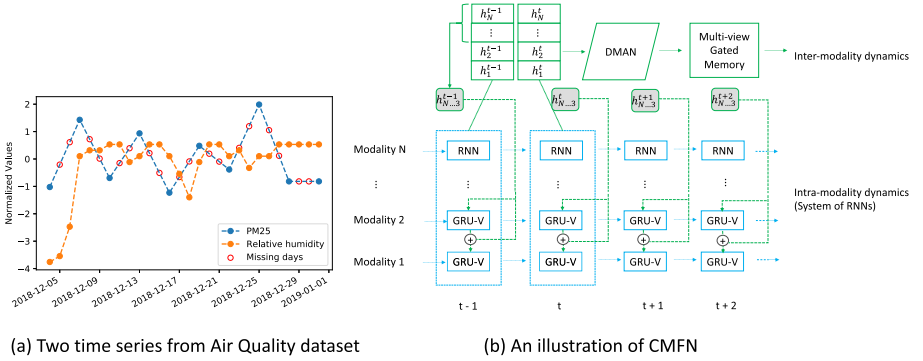 2
1
0
−1
−2
−3
−4
Normalized Values
PM25
Relative humidity
Missing days
2018-12-05
2018-12-09
2018-12-13
2018-12-17
2018-12-21
2018-12-25
2018-12-29
2019-01-01
(a) Two time series from Air Quality dataset
h_N^{t−1} h_N^t
⋮ ⋮
h_2^{t−1} h_2^t
h_1^{t−1} h_1^t
DMAN
Multi-view
Gated
Memory
Inter-modality dynamics
h_{N...3}^{t−1} h_{N...3}^t h_{N...3}^{t+1} h_{N...3}^{t+2}
Modality N RNN RNN RNN RNN
⋮ ... ... ... ...
Intra-modality dynamics
(System of RNNs)
Modality 2 GRU-V GRU-V GRU-V GRU-V
+ + + +
Modality 1 GRU-V GRU-V GRU-V GRU-V
t - 1 t t + 1 t + 2
(b) An illustration of CMFN